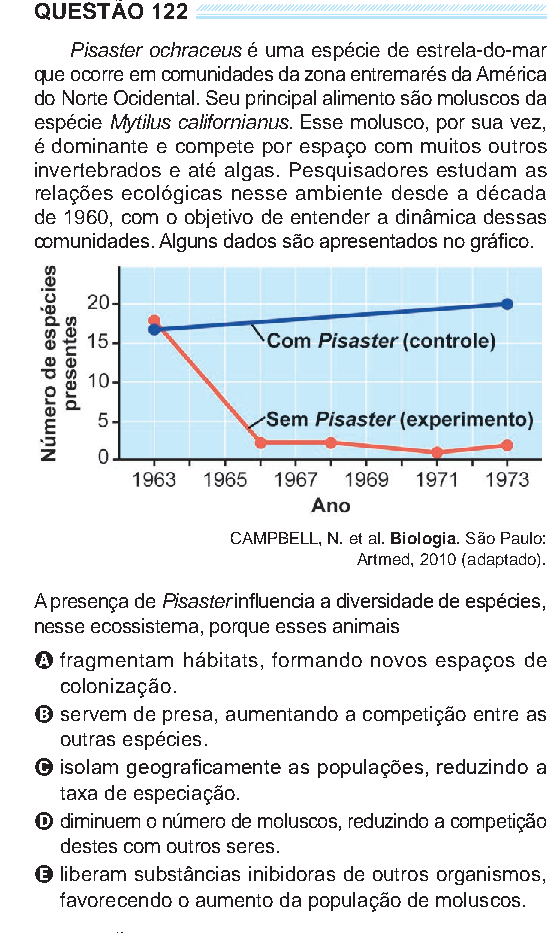 QUESTÃO 122
Pisaster ochraceus é uma espécie de estrela-do-mar
que ocorre em comunidades da zona entremarés da América
do Norte Ocidental. Seu principal alimento são moluscos da
espécie Mytilus californianus. Esse molusco, por sua vez,
é dominante e compete por espaço com muitos outros
invertebrados e até algas. Pesquisadores estudam as
relações ecológicas nesse ambiente desde a década
de 1960, com o objetivo de entender a dinâmica dessas
comunidades. Alguns dados são apresentados no gráfico.
Número de espécies
presentes
20
15
10
5
0
Com Pisaster (controle)
Sem Pisaster (experimento)
1963 1965 1967 1969 1971 1973
Ano
CAMPBELL, N. et al. Biologia. São Paulo:
Artmed, 2010 (adaptado).
A presença de Pisaster influencia a diversidade de espécies,
nesse ecossistema, porque esses animais
A fragmentam hábitats, formando novos espaços de
colonização.
B servem de presa, aumentando a competição entre as
outras espécies.
C isolam geograficamente as populações, reduzindo a
taxa de especiação.
D diminuem o número de moluscos, reduzindo a competição
destes com outros seres.
E liberam substâncias inibidoras de outros organismos,
favorecendo o aumento da população de moluscos.